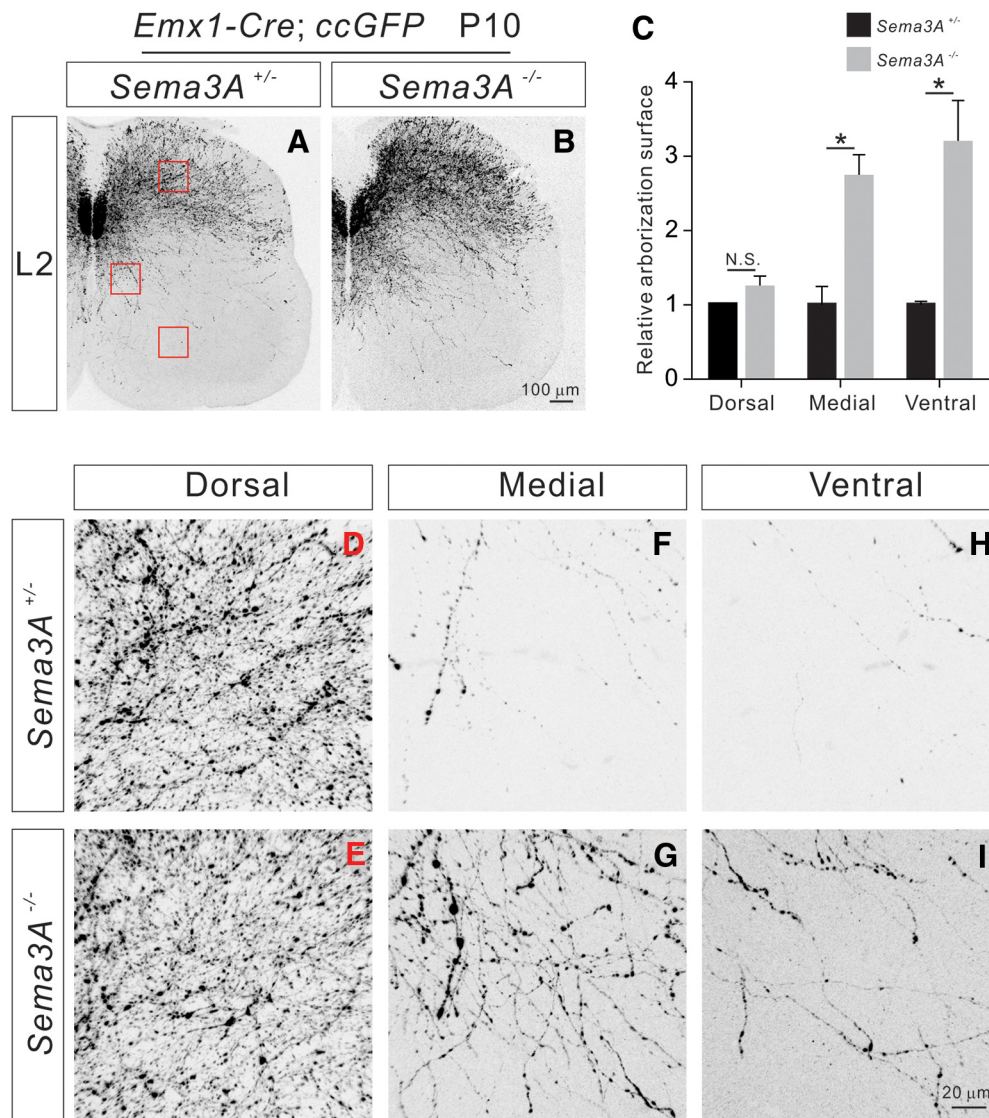 Emx1-Cre; ccGFP P10
Sema3A +/-
Sema3A -/-
L2
A
B
100 μm
C
Sema3A +/-
Sema3A -/-
Relative arborization surface
4
3
2
1
0
N.S.
*
*
Dorsal
Medial
Ventral
Dorsal
Medial
Ventral
Sema3A +/-
D
F
H
Sema3A -/-
E
G
I
20 μm